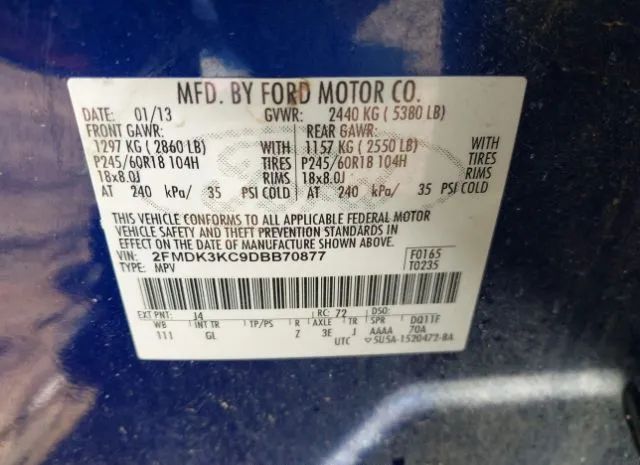 MFD. BY FORD MOTOR CO.
DATE: 01/13 GVWR: 2440 KG ( 5380 LB)
FRONT GAWR: REAR GAWR:
1297 KG ( 2860 LB) WITH 1157 KG ( 2550 LB) WITH
P245/60R18 104H TIRES P245/60R18 104H TIRES
18x8.0J RIMS 18x8.0J RIMS
AT 240 kPa/ 35 PSI COLD AT 240 kPa/ 35 PSI COLD
THIS VEHICLE CONFORMS TO ALL APPLICABLE FEDERAL MOTOR
VEHICLE SAFETY AND BUMPER STANDARDS IN EFFECT ON THE DATE OF
MANUFACTURE SHOWN ABOVE.
VIN: 2FMDK3KC9DBB70877 F0165
TYPE: MPV T0235
EXT PNT: J4 RC: 72 DSO:
WB INT TR TP/PS R AXLE TR SPR DQ11F
111 GL Z 3E J AAAA 70A
UTC 5U5A-1520472-BA